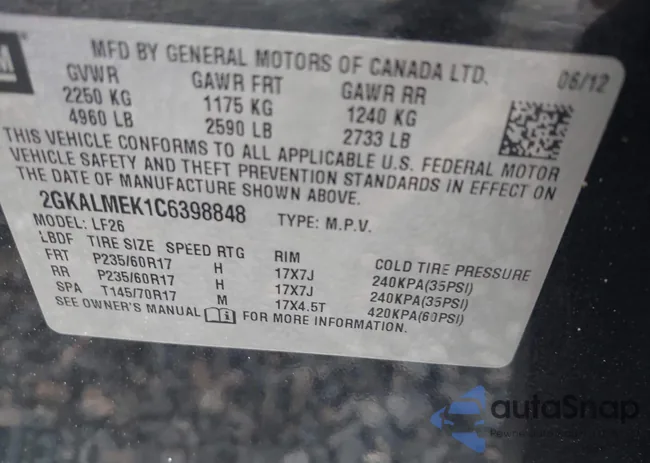 GM
MFD BY GENERAL MOTORS OF CANADA LTD.
06/12
GVWR GAWR FRT GAWR RR
2250 KG 1175 KG 1240 KG
4960 LB 2590 LB 2733 LB
THIS VEHICLE CONFORMS TO ALL APPLICABLE U.S. FEDERAL MOTOR
VEHICLE SAFETY AND THEFT PREVENTION STANDARDS IN EFFECT ON
THE DATE OF MANUFACTURE SHOWN ABOVE.
2GKALMEK1C6398848 TYPE: M.P.V.
MODEL: LF26
LBDF TIRE SIZE SPEED RTG RIM COLD TIRE PRESSURE
FRT P235/60R17 H 17X7J 240KPA(35PSI)
RR P235/60R17 H 17X7J 240KPA(35PSI)
SPA T145/70R17 M 17X4.5T 420KPA(60PSI)
SEE OWNER'S MANUAL FOR MORE INFORMATION.
autoSnap